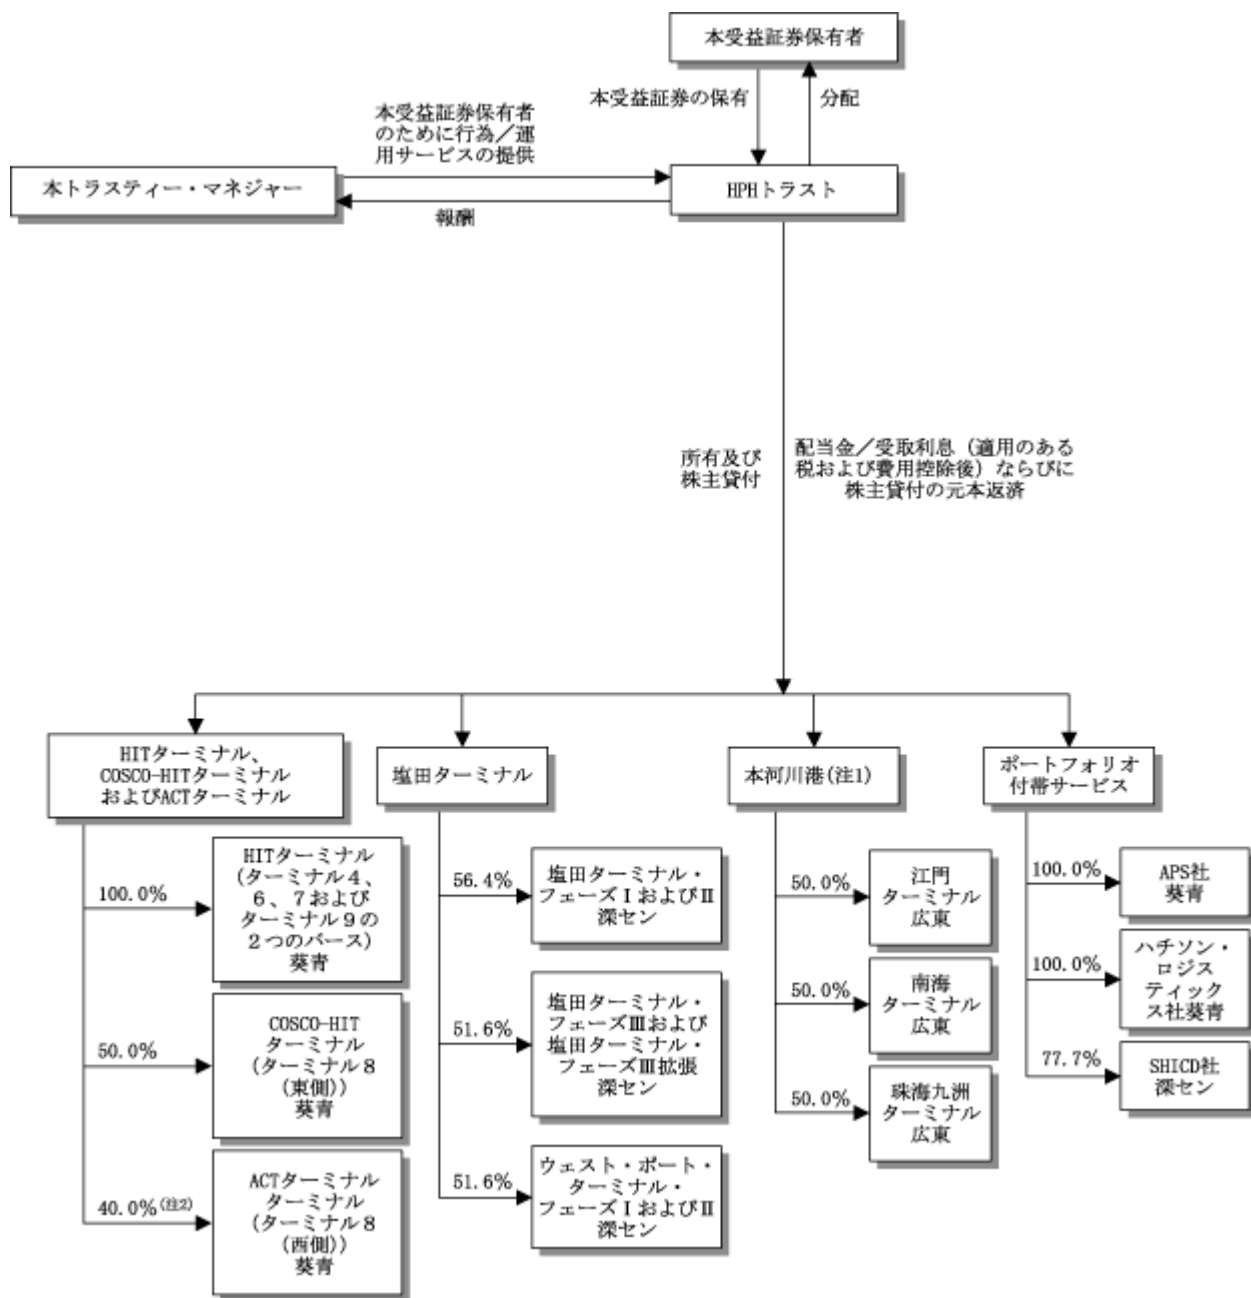 本受益証券保有者
本受益証券の保有
分配
本受益証券保有者
のために行為／運
用サービスの提供
本トラスティー・マネジャー
HPHトラスト
報酬
所有及び
株主貸付
配当金／受取利息（適用のある
税および費用控除後）ならびに
株主貸付の元本返済
HITターミナル、
COSCO-HITターミナル
およびACTターミナル
塩田ターミナル
本河川港(注1)
ポートフォリオ
付帯サービス
100.0%
HITターミナル
(ターミナル４、
６、７および
ターミナル９の
２つのバース)
葵青
50.0%
COSCO-HIT
ターミナル
(ターミナル８
(東側))
葵青
40.0%(注2)
ACTターミナル
ターミナル
(ターミナル８
(西側))
葵青
56.4%
塩田ターミナル・
フェーズⅠおよびⅡ
深セン
51.6%
塩田ターミナル・
フェーズⅢおよび
塩田ターミナル・
フェーズⅢ拡張
深セン
51.6%
ウェスト・ポート・
ターミナル・
フェーズⅠおよびⅡ
深セン
50.0%
江門
ターミナル
広東
50.0%
南海
ターミナル
広東
50.0%
珠海九洲
ターミナル
広東
100.0%
APS社
葵青
100.0%
ハチソン・
ロジス
ティック
ス社葵青
77.7%
SHICD社
深セン